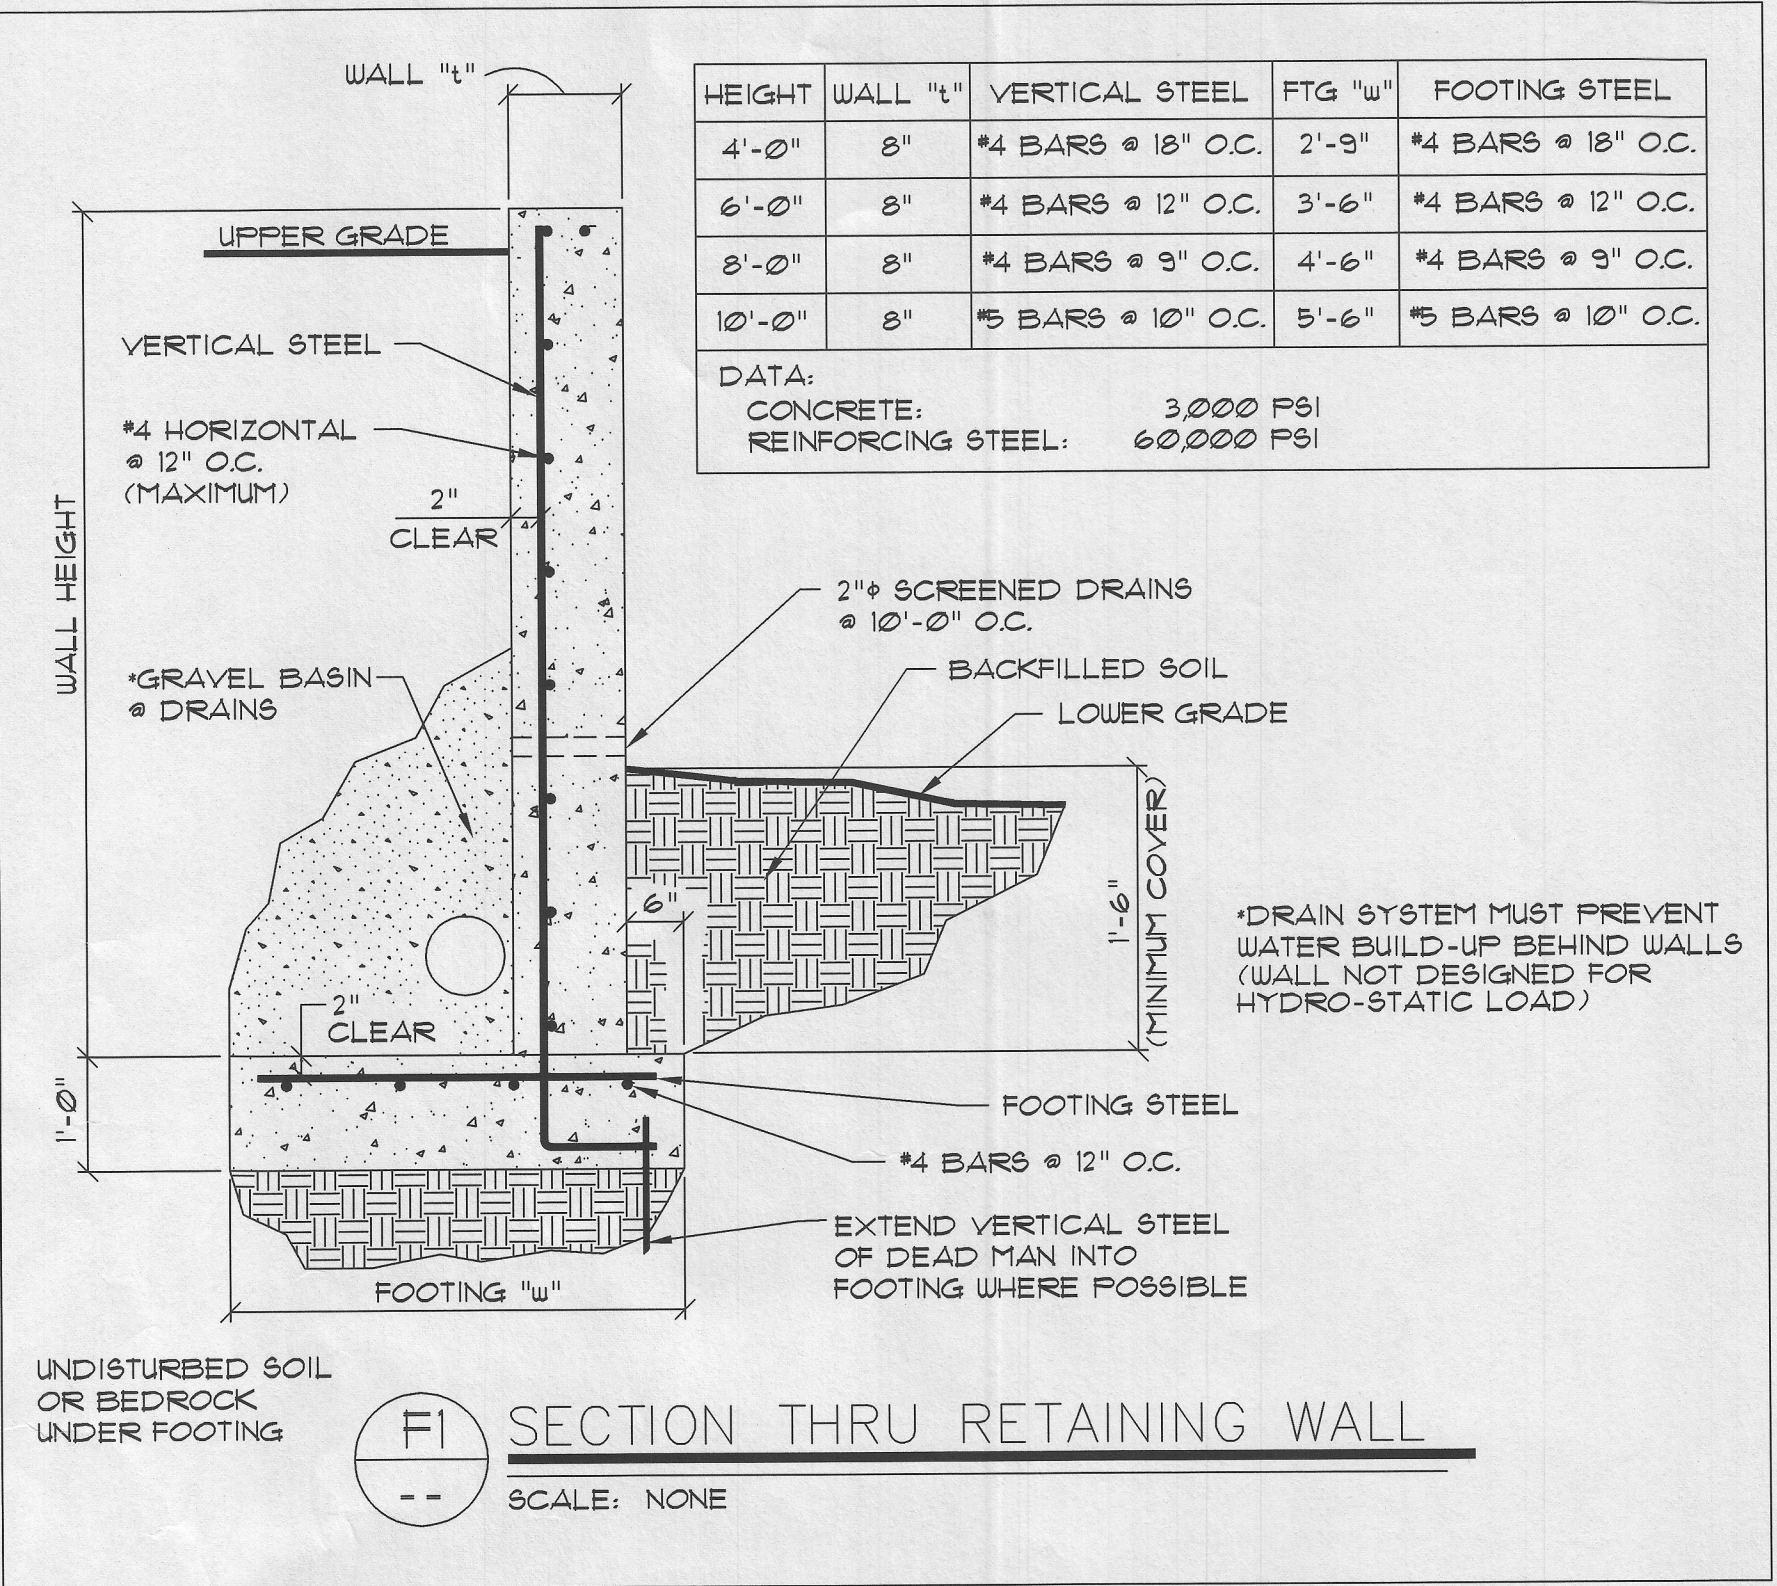 WALL "t"
HEIGHT WALL "t" VERTICAL STEEL FTG "w" FOOTING STEEL
4'-0" 8" #4 BARS @ 18" O.C. 2'-9" #4 BARS @ 18" O.C.
6'-0" 8" #4 BARS @ 12" O.C. 3'-6" #4 BARS @ 12" O.C.
8'-0" 8" #4 BARS @ 9" O.C. 4'-6" #4 BARS @ 9" O.C.
10'-0" 8" #5 BARS @ 10" O.C. 5'-6" #5 BARS @ 10" O.C.
DATA:
CONCRETE: 3,000 PSI
REINFORCING STEEL: 60,000 PSI
UPPER GRADE
VERTICAL STEEL
#4 HORIZONTAL
@ 12" O.C.
(MAXIMUM)
2"
CLEAR
WALL HEIGHT
2"φ SCREENED DRAINS
@ 10'-0" O.C.
BACKFILLED SOIL
LOWER GRADE
*GRAVEL BASIN
@ DRAINS
6"
1'-6"
(MINIMUM COVER)
*DRAIN SYSTEM MUST PREVENT
WATER BUILD-UP BEHIND WALLS
(WALL NOT DESIGNED FOR
HYDRO-STATIC LOAD)
2"
CLEAR
1'-0"
FOOTING STEEL
#4 BARS @ 12" O.C.
EXTEND VERTICAL STEEL
OF DEAD MAN INTO
FOOTING WHERE POSSIBLE
FOOTING "w"
UNDISTURBED SOIL
OR BEDROCK
UNDER FOOTING
F1
--
SECTION THRU RETAINING WALL
SCALE: NONE